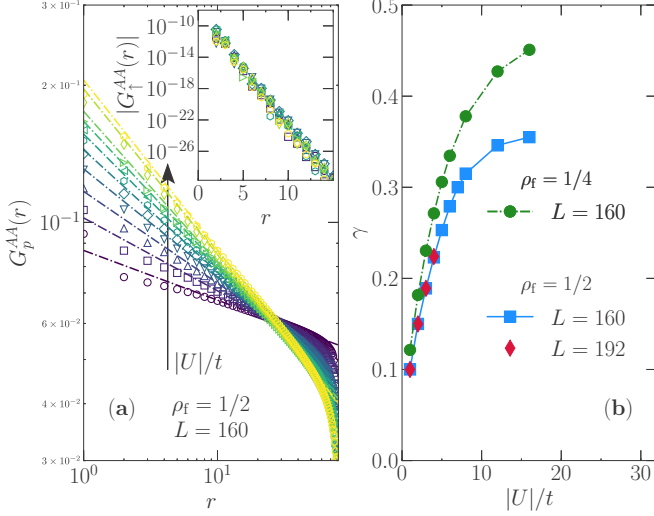 3 × 10⁻²
4 × 10⁻²
6 × 10⁻²
10⁻¹
2 × 10⁻¹
G_p^{AA}(r)
10⁰
10¹
r
|U|/t
(a)
ρ_f = 1/2
L = 160
10⁻¹⁰
10⁻¹⁴
10⁻¹⁸
10⁻²²
10⁻²⁶
|G_↑^{AA}(r)|
0
5
10
15
r
0.5
0.4
0.3
0.2
0.1
0.0
γ
0
10
20
30
|U|/t
ρ_f = 1/4
L = 160
ρ_f = 1/2
L = 160
L = 192
(b)